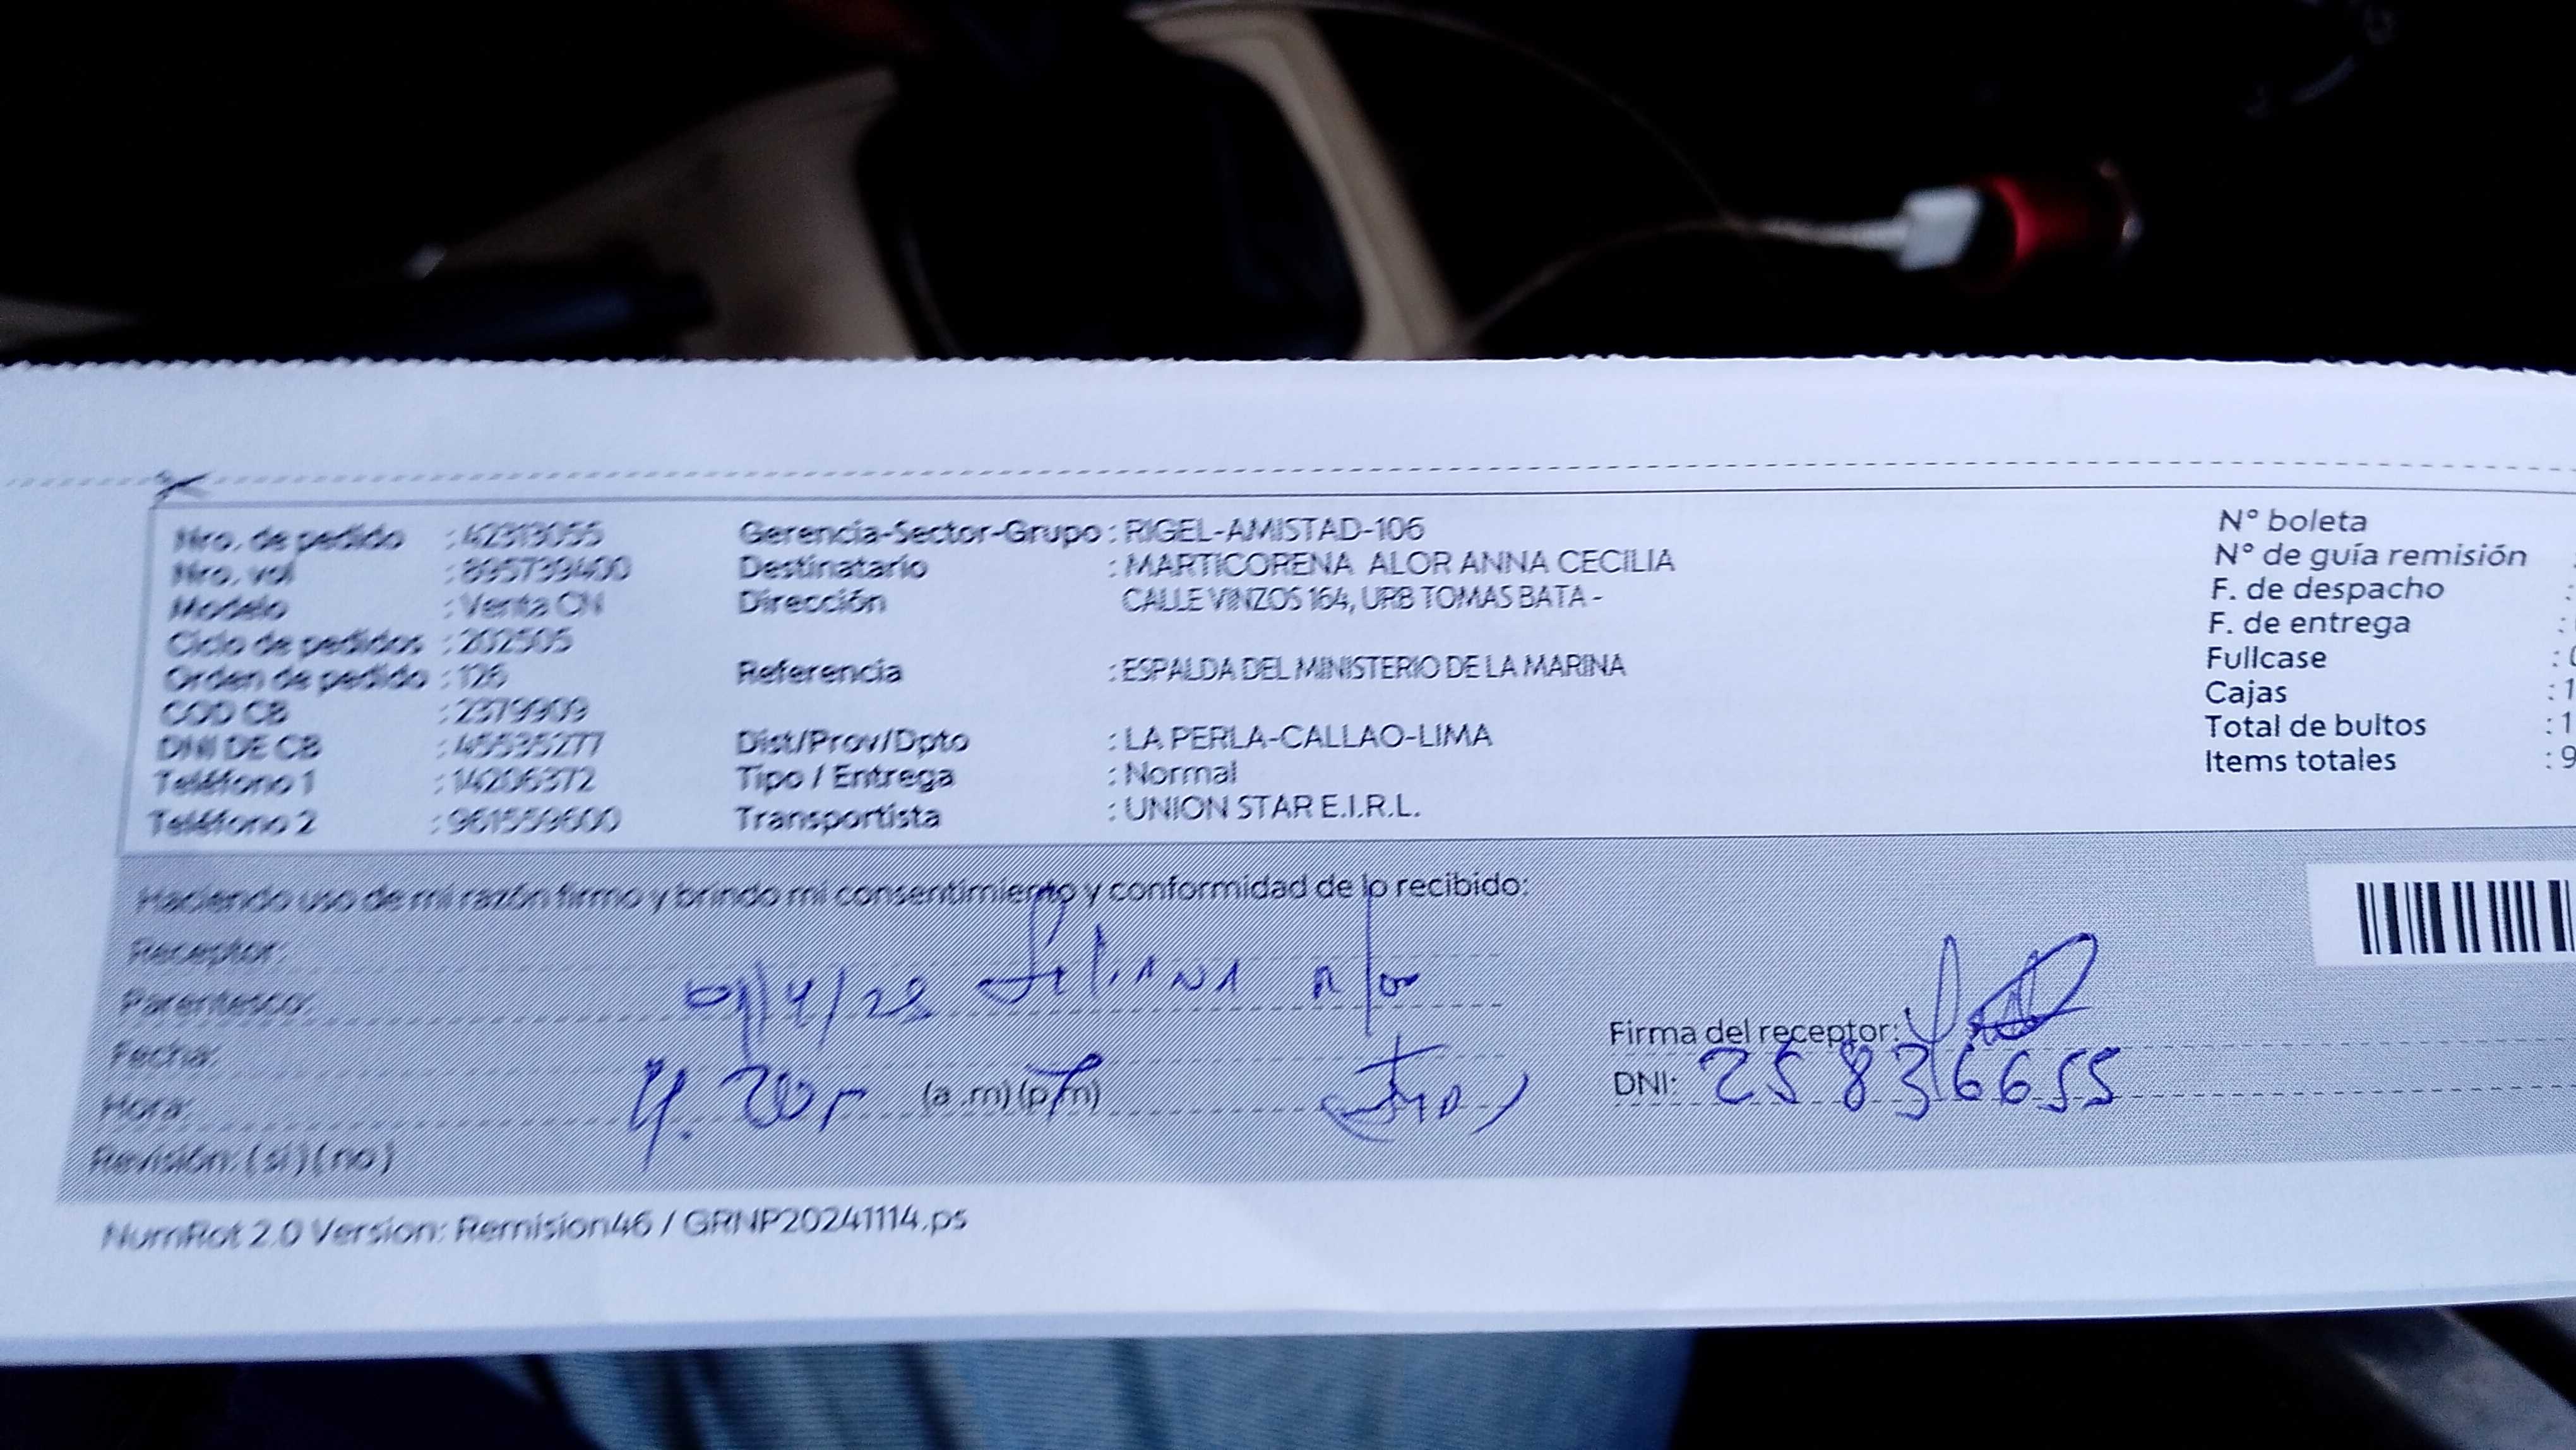 Nro. de pedido : 42313055
Nro. vol : 895739400
Modelo : Venta CN
Ciclo de pedidos : 202505
Orden de pedido : 126
COD CB : 2379909
DNI DE CB : 45535277
Teléfono 1 : 14206372
Teléfono 2 : 961559600
Gerencia-Sector-Grupo : RIGEL-AMISTAD-106
Destinatario : MARTICORENA ALOR ANNA CECILIA
Dirección CALLE VINZOS 164, URB TOMAS BATA -
Referencia : ESPALDA DEL MINISTERIO DE LA MARINA
Dist/Prov/Dpto : LA PERLA-CALLAO-LIMA
Tipo / Entrega : Normal
Transportista : UNION STAR E.I.R.L.
N° boleta
N° de guía remisión :
F. de despacho :
F. de entrega :
Fullcase :
Cajas : 1
Total de bultos : 1
Items totales : 9
Haciendo uso de mi razón firmo y brindo mi consentimiento y conformidad de lo recibido:
Receptor:
Parentesco: Liliana Alor
Fecha:
Hora: (a .m) (p.m)
Revisión: (si) (no)
Firma del receptor:
DNI: 25836655
NumRot 2.0 Version: Remision46 / GRNP20241114.ps